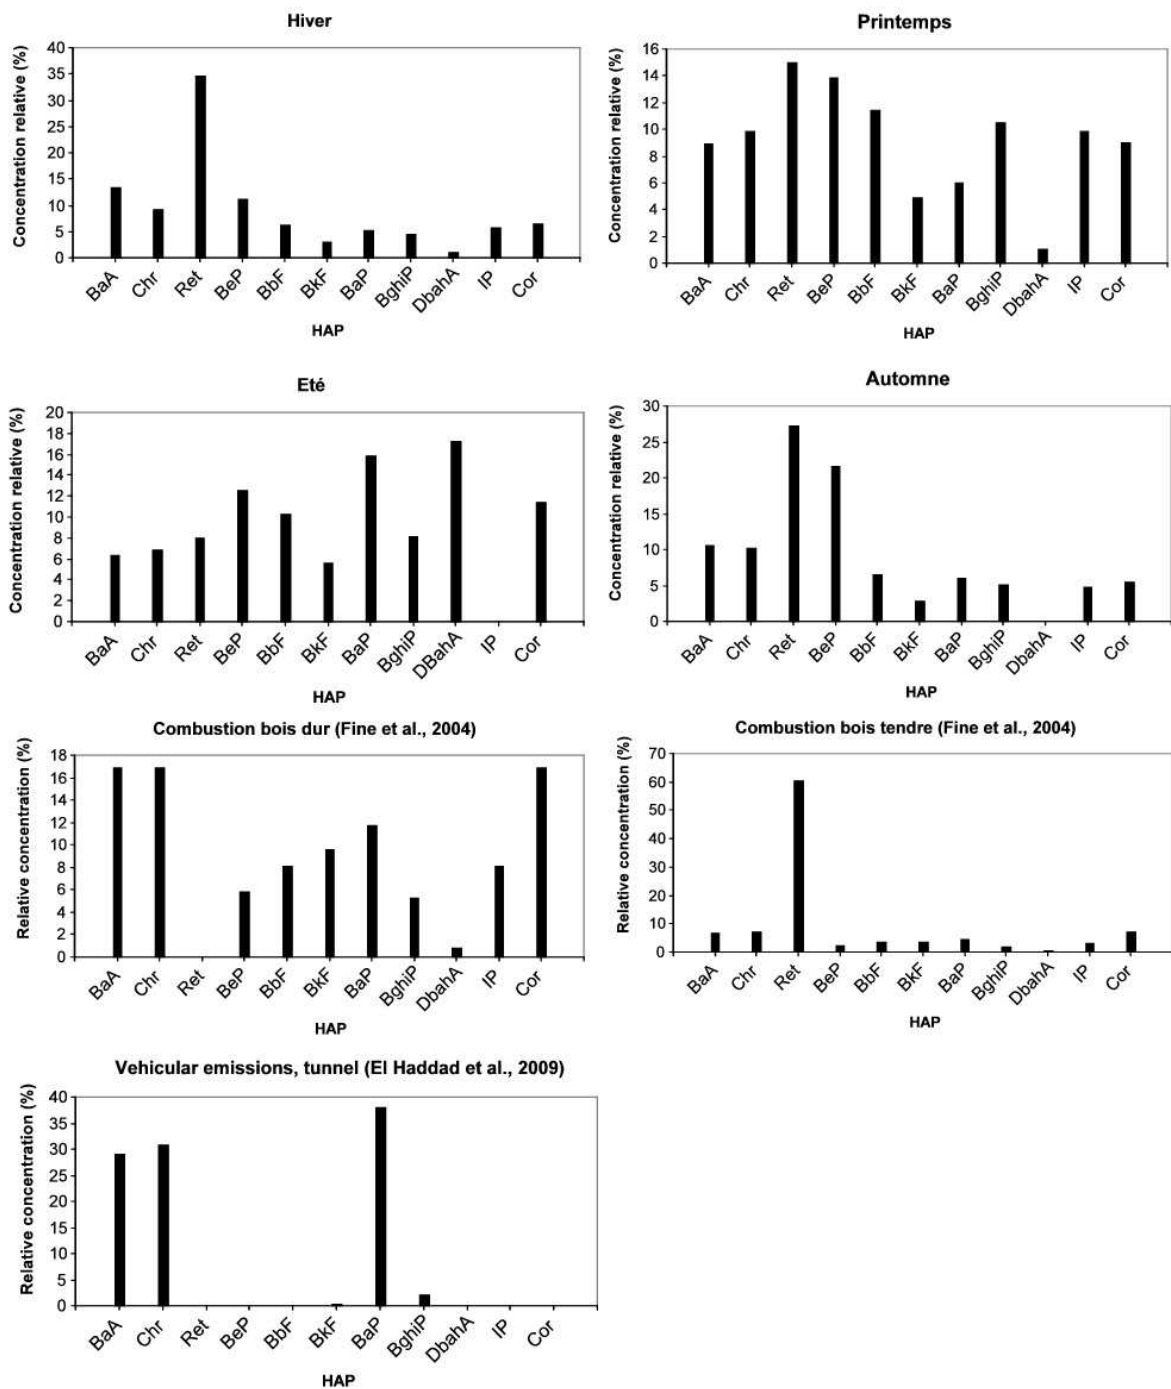 Hiver
Concentration relative (%)
40
35
30
25
20
15
10
5
0
BaA Chr Ret BeP BbF BkF BaP BghiP DbahA IP Cor
HAP
Printemps
Concentration relative (%)
16
14
12
10
8
6
4
2
0
BaA Chr Ret BeP BbF BkF BaP BghiP DbahA IP Cor
HAP
Eté
Concentration relative (%)
20
18
16
14
12
10
8
6
4
2
0
BaA Chr Ret BeP BbF BkF BaP BghiP DBahA IP Cor
HAP
Automne
Concentration relative (%)
30
25
20
15
10
5
0
BaA Chr Ret BeP BbF BkF BaP BghiP DbahA IP Cor
HAP
Combustion bois dur (Fine et al., 2004)
Relative concentration (%)
18
16
14
12
10
8
6
4
2
0
BaA Chr Ret BeP BbF BkF BaP BghiP DbahA IP Cor
HAP
Combustion bois tendre (Fine et al., 2004)
Relative concentration (%)
70
60
50
40
30
20
10
0
BaA Chr Ret BeP BbF BkF BaP BghiP DbahA IP Cor
HAP
Vehicular emissions, tunnel (El Haddad et al., 2009)
Relative concentration (%)
40
35
30
25
20
15
10
5
0
BaA Chr Ret BeP BbF BkF BaP BghiP DbahA IP Cor
HAP